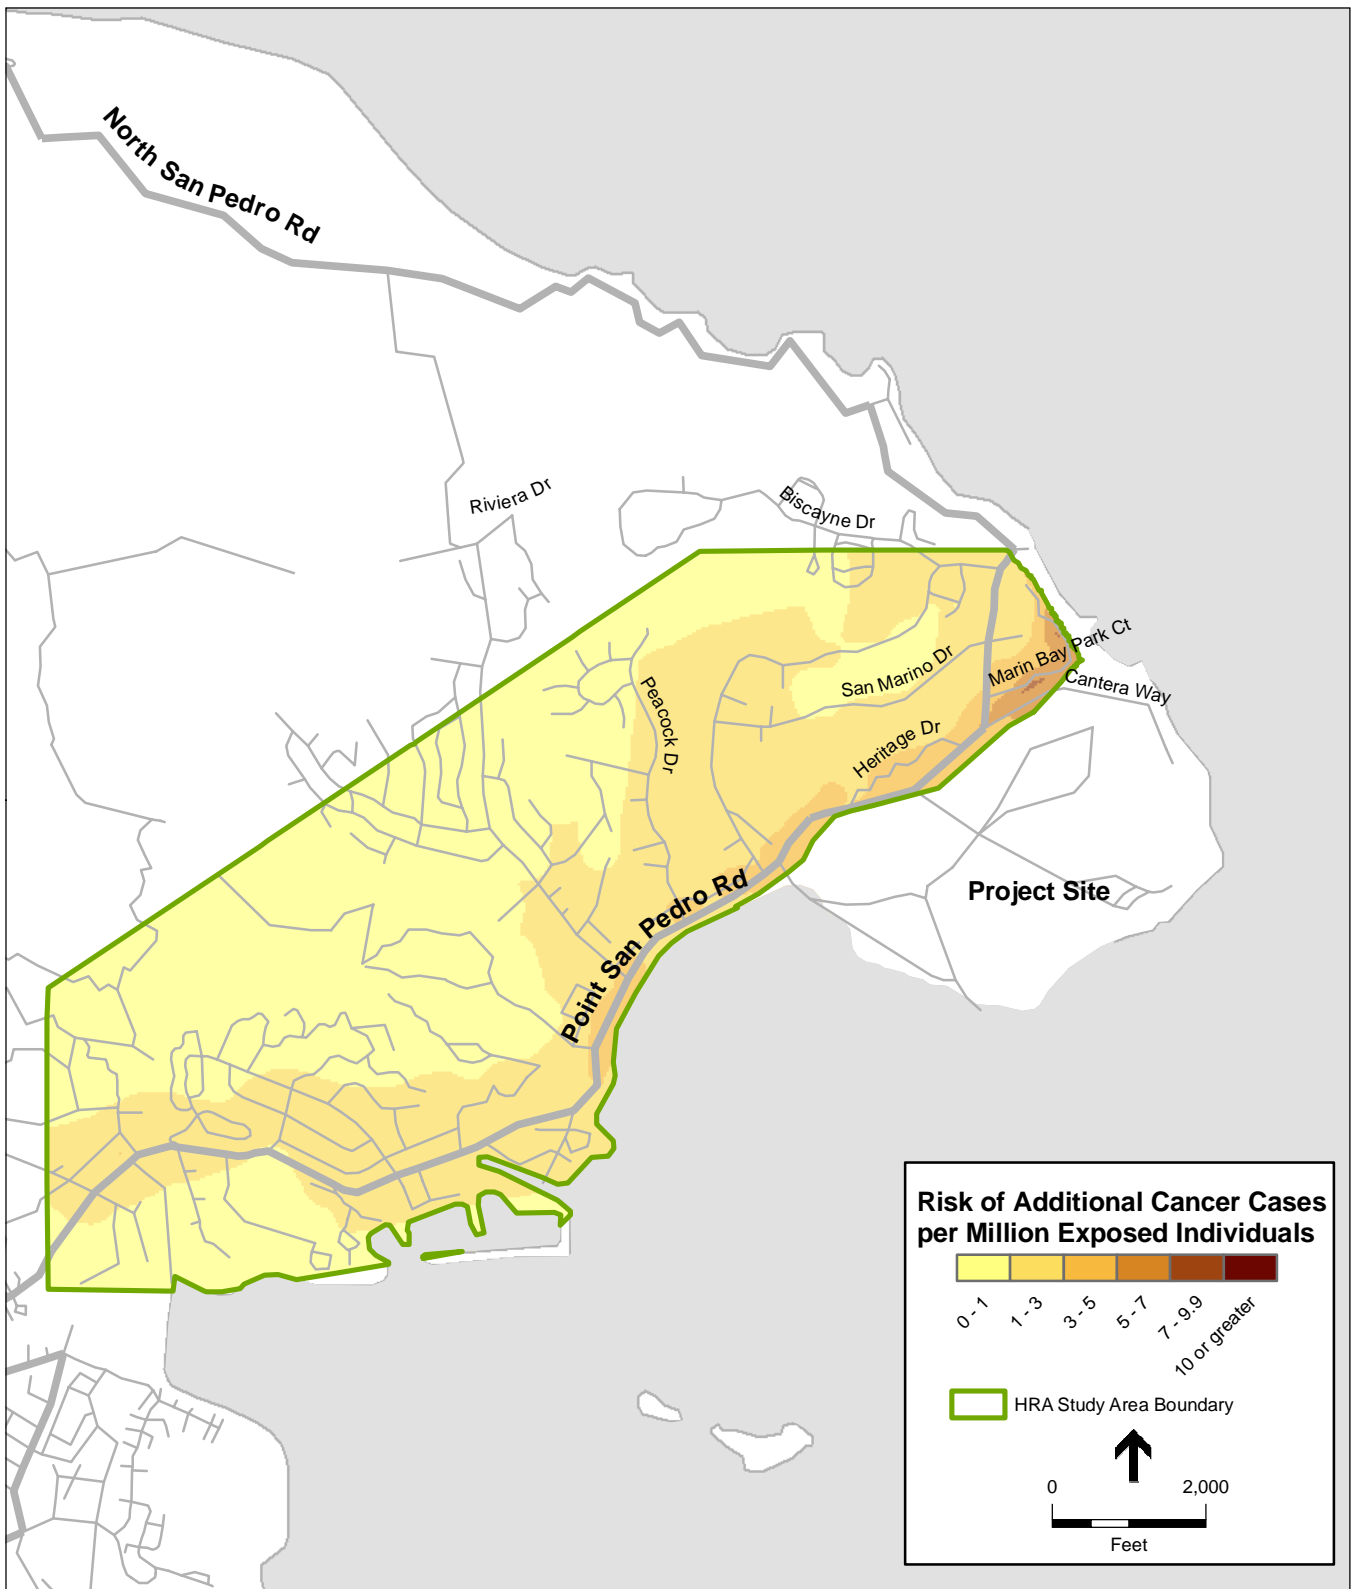 North San Pedro Rd
Riviera Dr
Biscayne Dr
Marin Bay Park Ct
San Marino Dr
Cantera Way
Peacock Dr
Heritage Dr
Point San Pedro Rd
Project Site
Risk of Additional Cancer Cases
per Million Exposed Individuals
0 - 1
1 - 3
3 - 5
5 - 7
7 - 9.9
10 or greater
HRA Study Area Boundary
0 2,000
Feet